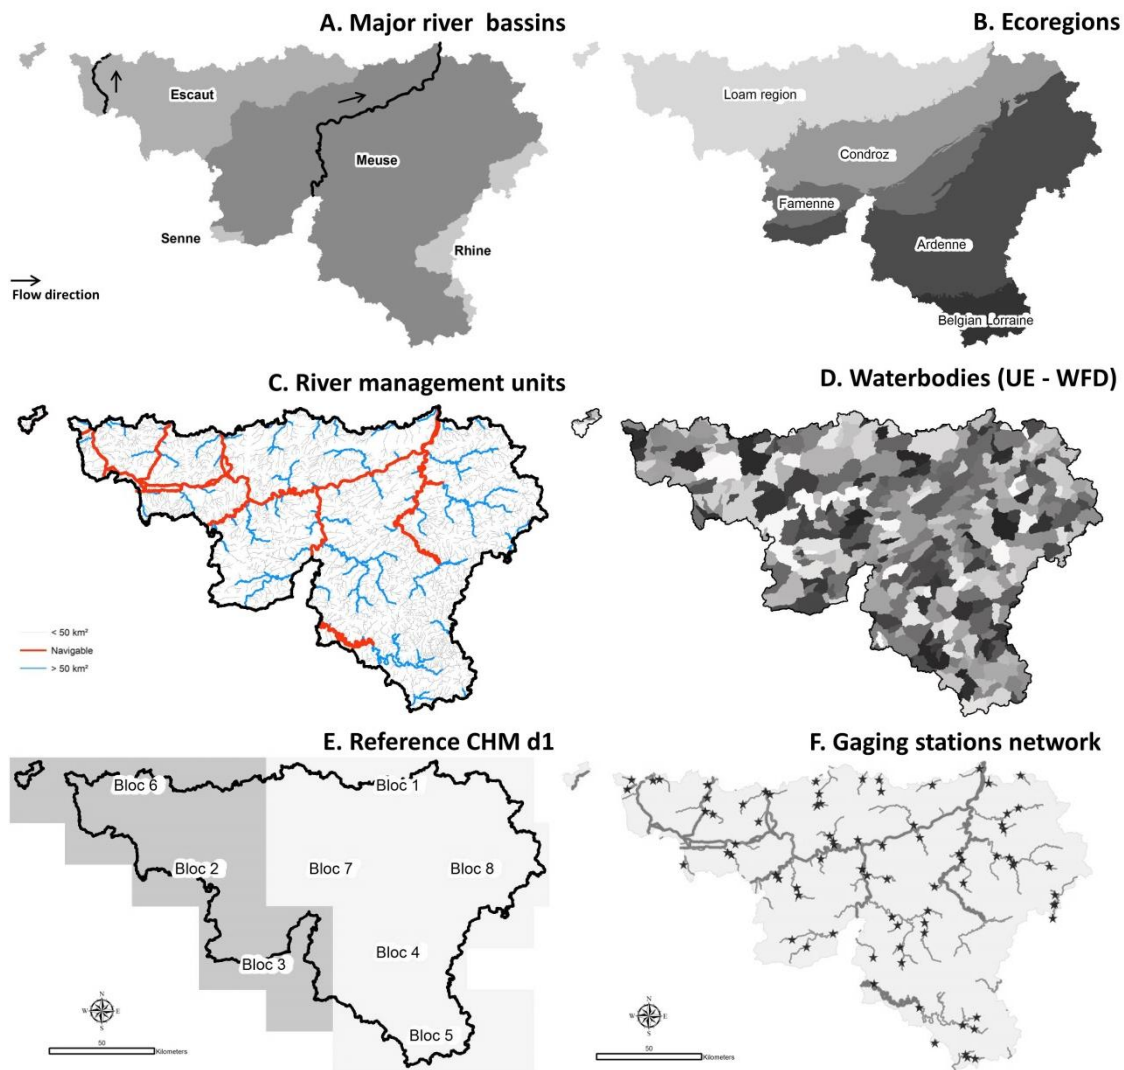 A. Major river bassins
Escaut
Meuse
Senne
Rhine
Flow direction
B. Ecoregions
Loam region
Condroz
Famenne
Ardenne
Belgian Lorraine
C. River management units
< 50 km²
Navigable
> 50 km²
D. Waterbodies (UE - WFD)
E. Reference CHM d1
Bloc 6
Bloc 1
Bloc 2
Bloc 7
Bloc 8
Bloc 3
Bloc 4
Bloc 5
N
W E
S
50
Kilometers
F. Gaging stations network
N
W E
S
50
Kilometers